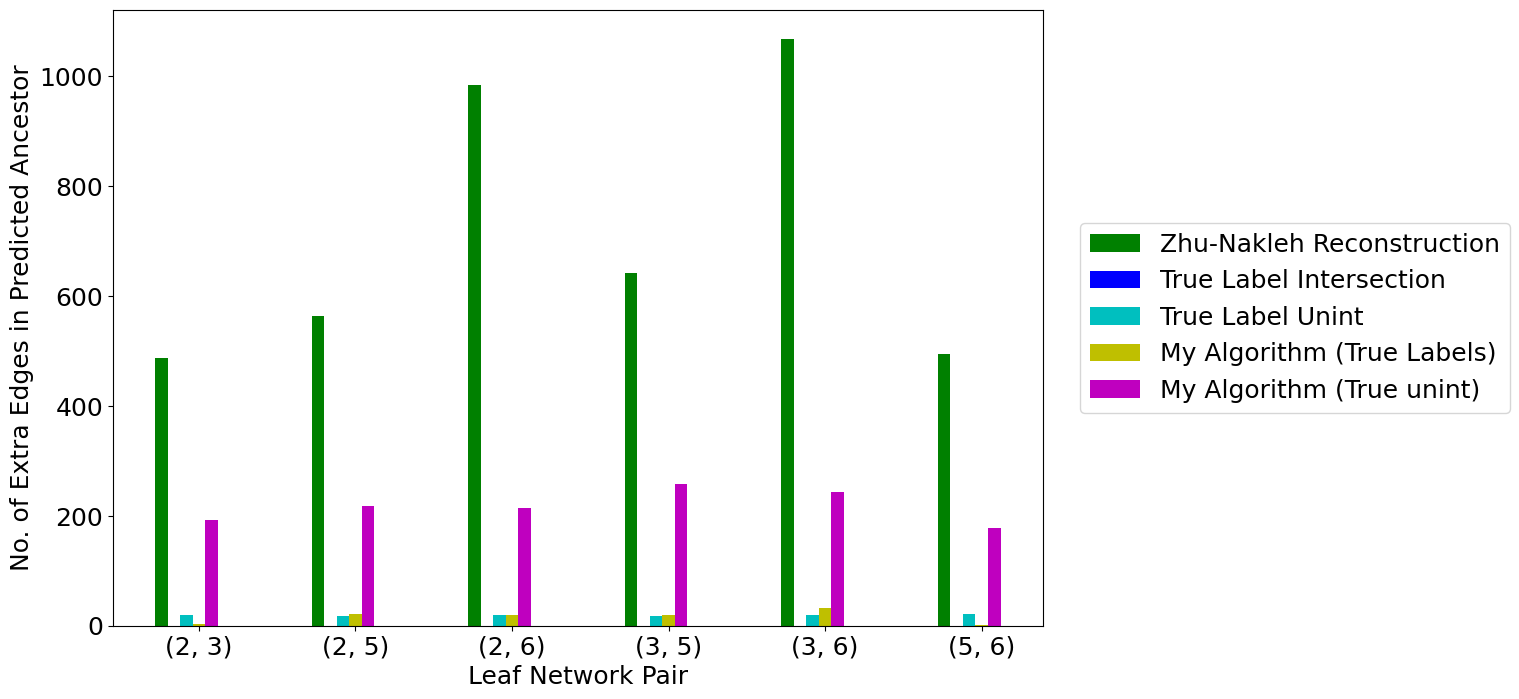 No. of Extra Edges in Predicted Ancestor
1000
800
600
400
200
0
(2, 3)
(2, 5)
(2, 6)
(3, 5)
(3, 6)
(5, 6)
Leaf Network Pair
Zhu-Nakleh Reconstruction
True Label Intersection
True Label Unint
My Algorithm (True Labels)
My Algorithm (True unint)